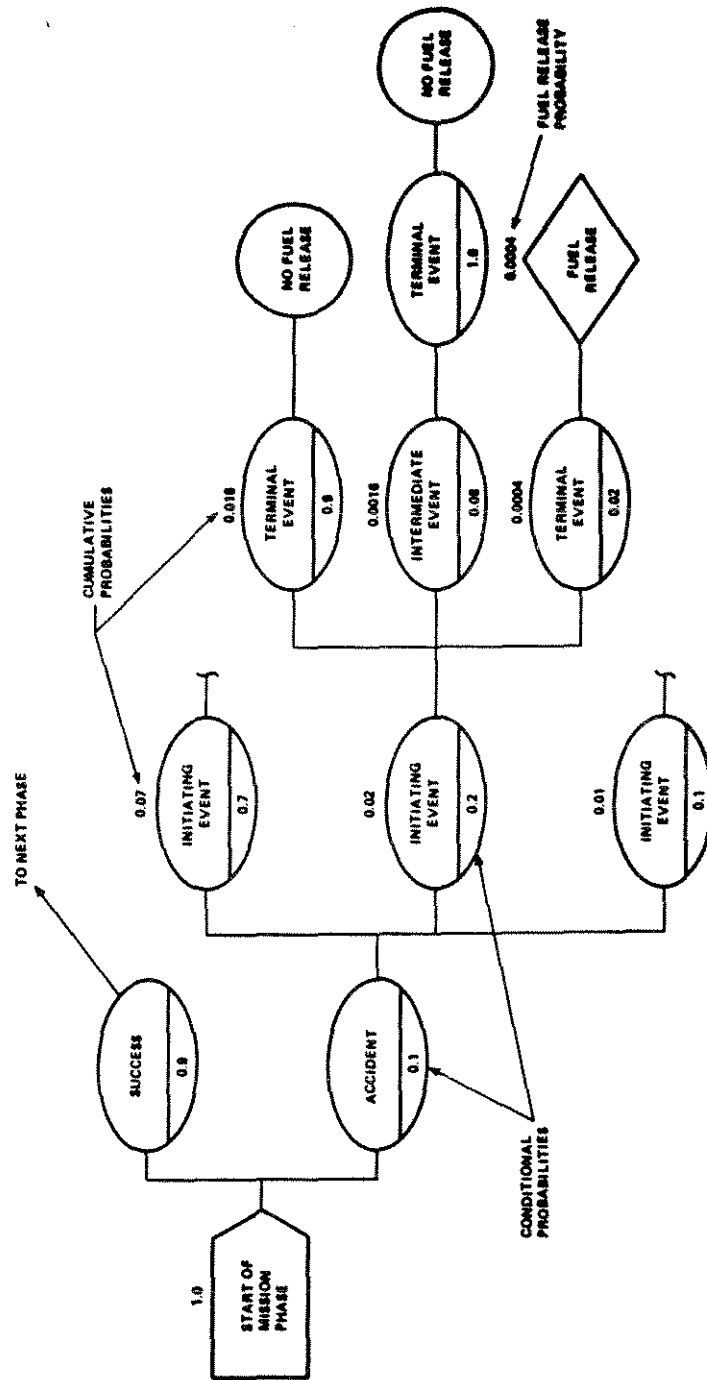 TO NEXT PHASE
SUCCESS
0.9
1.0
START OF
MISSION
PHASE
ACCIDENT
0.1
CONDITIONAL
PROBABILITIES
CUMULATIVE
PROBABILITIES
0.07
INITIATING
EVENT
0.7
0.02
INITIATING
EVENT
0.2
0.01
INITIATING
EVENT
0.1
0.018
TERMINAL
EVENT
0.9
0.0016
INTERMEDIATE
EVENT
0.08
0.0004
TERMINAL
EVENT
0.02
NO FUEL
RELEASE
TERMINAL
EVENT
1.0
NO FUEL
RELEASE
0.0004
FUEL
RELEASE
FUEL RELEASE
PROBABILITY